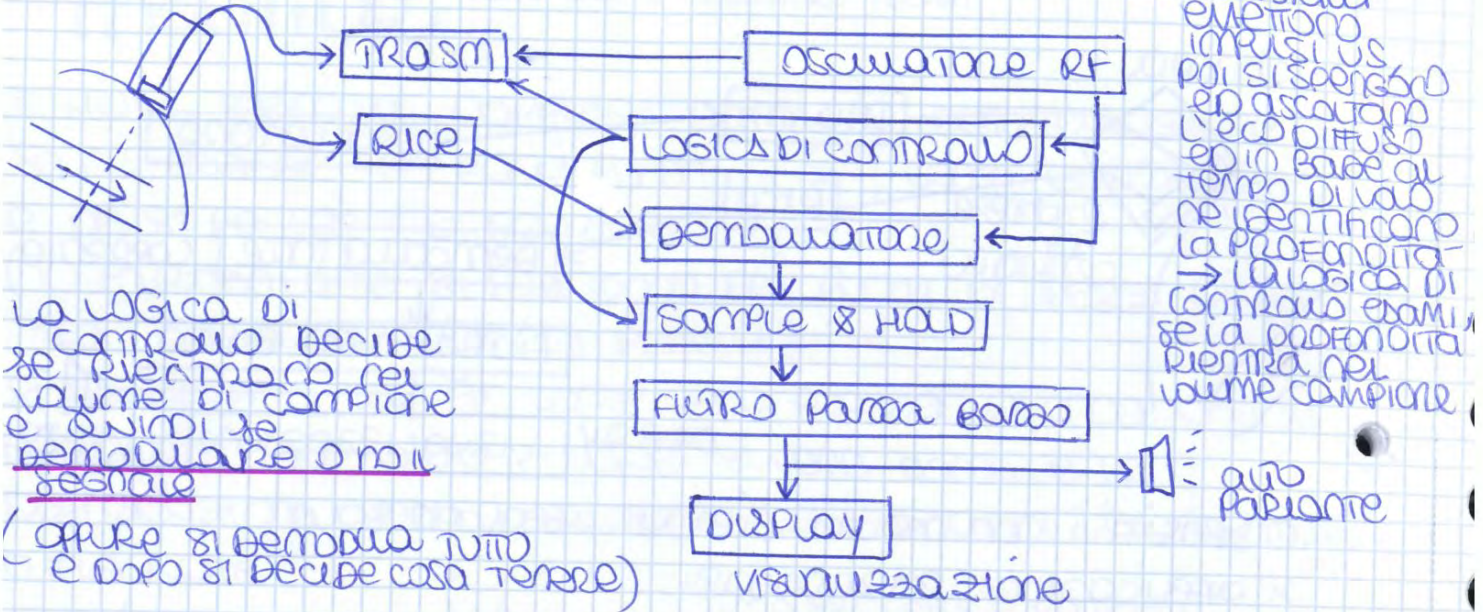 TRASM
OSCILLATORE RF
RICE
LOGICA DI CONTROLLO
DEMODULATORE
SAMPLE & HOLD
FILTRO PASSA BASSO
DISPLAY
VISUALIZZAZIONE
ALTO
PARLANTE
EMETTONO
IMPULSI US
POI SI SPENGONO
ED ASCOLTANO
L'ECO DIFFUSO
ED IN BASE AL
TEMPO DI VOLO
NE IDENTIFICANO
LA PROFONDITÀ
→ LA LOGICA DI
CONTROLLO ESAMI
SE LA PROFONDITÀ
RIENTRA NEL
VOLUME CAMPIONE
LA LOGICA DI
CONTROLLO DECIDE
SE RIENTRANO NEL
VOLUME DI CAMPIONE
E QUINDI SE
DEMODULARE O NO IL
SEGNALE
(OPPURE SI DEMODULA TUTTO
E DOPO SI DECIDE COSA TENERE)